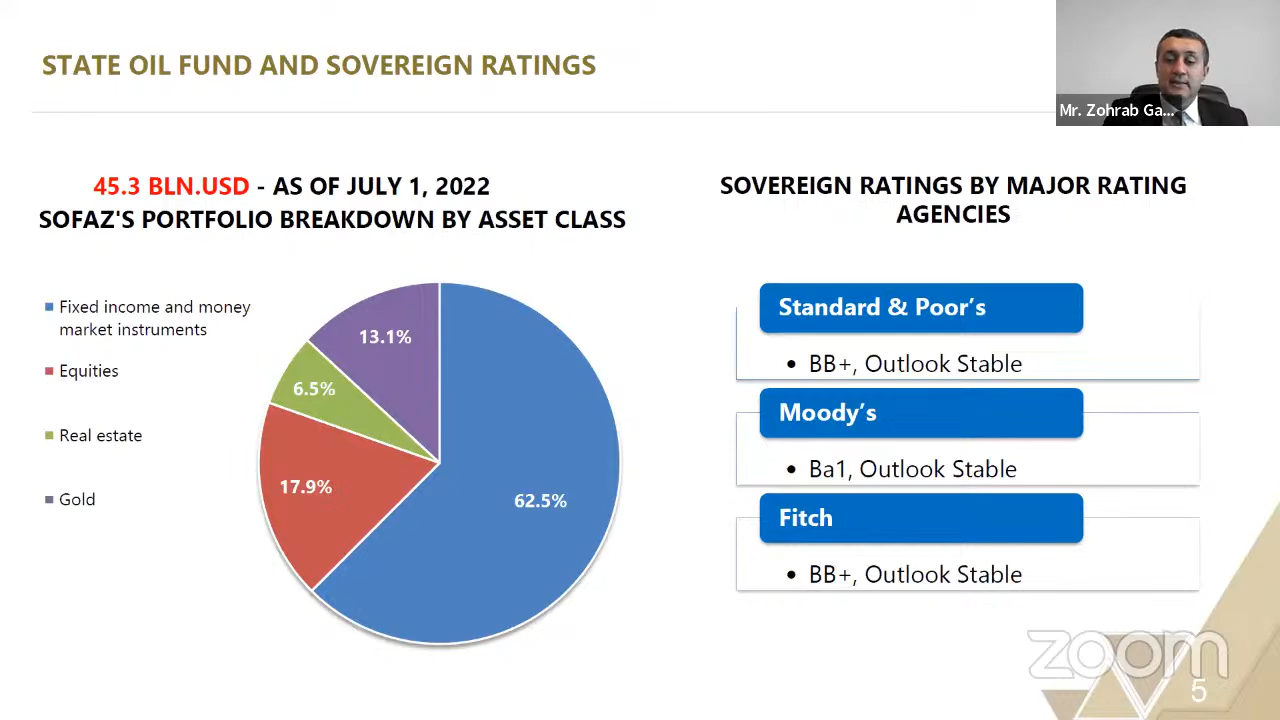 STATE OIL FUND AND SOVEREIGN RATINGS
Mr. Zohrab Ga...
45.3 BLN.USD - AS OF JULY 1, 2022
SOFAZ'S PORTFOLIO BREAKDOWN BY ASSET CLASS
Fixed income and money
market instruments
Equities
Real estate
Gold
13.1%
6.5%
17.9%
62.5%
SOVEREIGN RATINGS BY MAJOR RATING
AGENCIES
Standard & Poor’s
• BB+, Outlook Stable
Moody’s
• Ba1, Outlook Stable
Fitch
• BB+, Outlook Stable
zoom
5